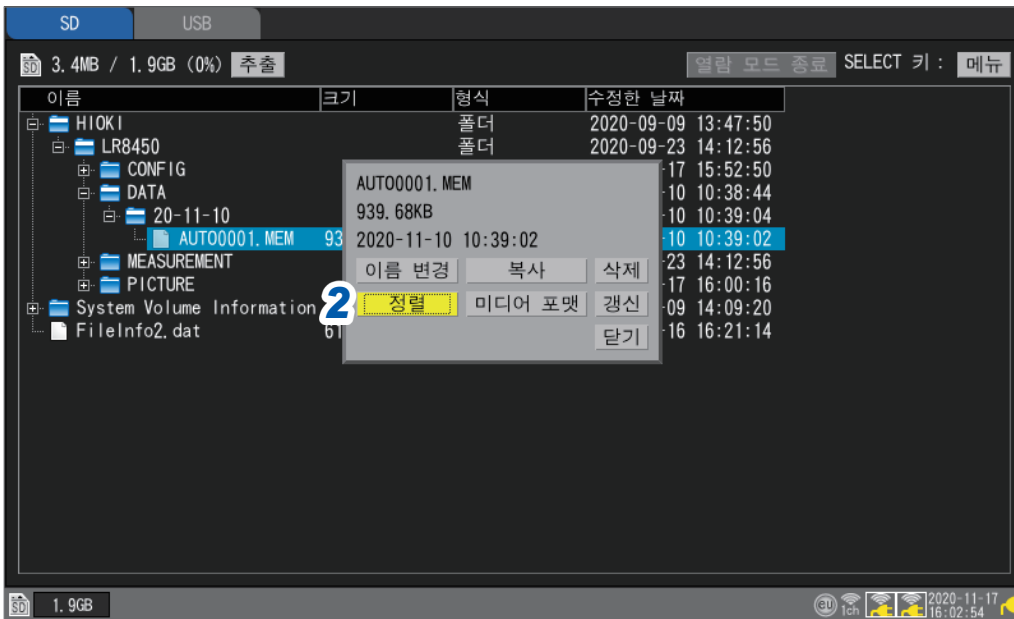 SD USB
SD 3.4MB / 1.9GB (0%) 추출 열람 모드 종료 SELECT 키 : 메뉴
이름 크기 형식 수정한 날짜
HIOKI 폴더 2020-09-09 13:47:50
LR8450 폴더 2020-09-23 14:12:56
CONFIG -17 15:52:50
DATA -10 10:38:44
20-11-10 -10 10:39:04
AUTO0001.MEM 93 -10 10:39:02
MEASUREMENT -23 14:12:56
PICTURE -17 16:00:16
System Volume Information -09 14:09:20
FileInfo2.dat 61 -16 16:21:14
AUTO0001.MEM
939.68KB
2020-11-10 10:39:02
이름 변경 복사 삭제
2 정렬 미디어 포맷 갱신
닫기
SD 1.9GB eu 1ch 2020-11-17
16:02:54